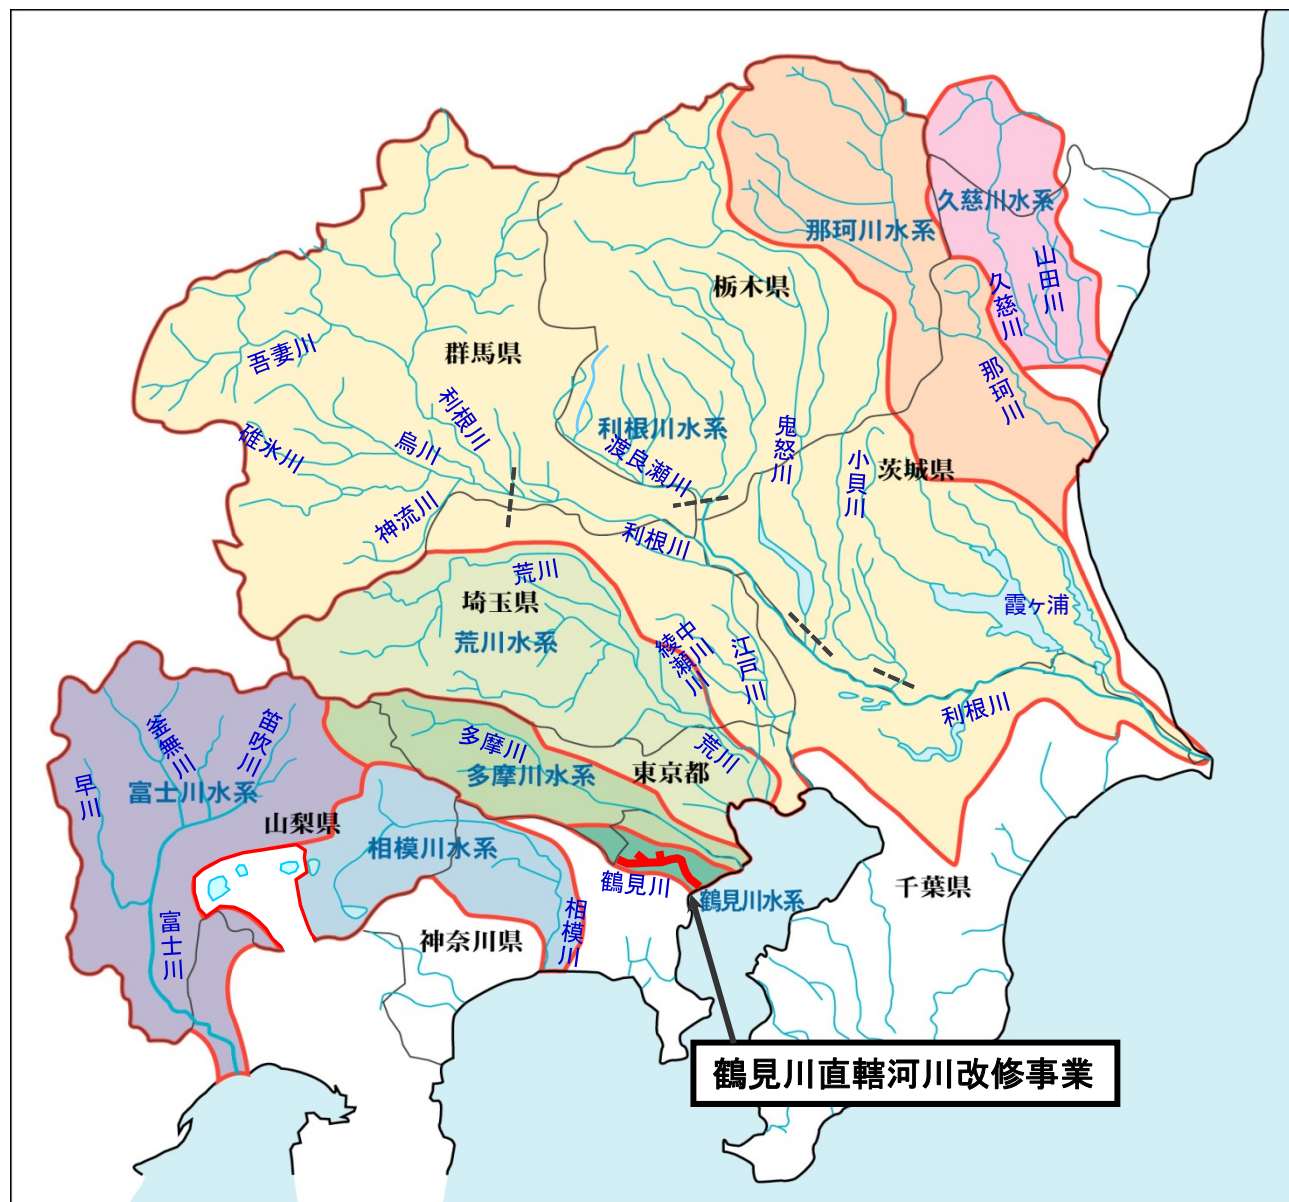 久慈川水系
那珂川水系
山田川
栃木県
久慈川
吾妻川
群馬県
那珂川
利根川
利根川水系
鬼怒川
碓氷川
烏川
渡良瀬川
小貝川
茨城県
神流川
利根川
荒川
埼玉県
霞ヶ浦
荒川水系
綾瀬川
中川
江戸川
利根川
釜無川
笛吹川
多摩川
荒川
早川
富士川水系
多摩川水系
東京都
山梨県
相模川水系
鶴見川
鶴見川水系
千葉県
富士川
神奈川県
相模川
鶴見川直轄河川改修事業